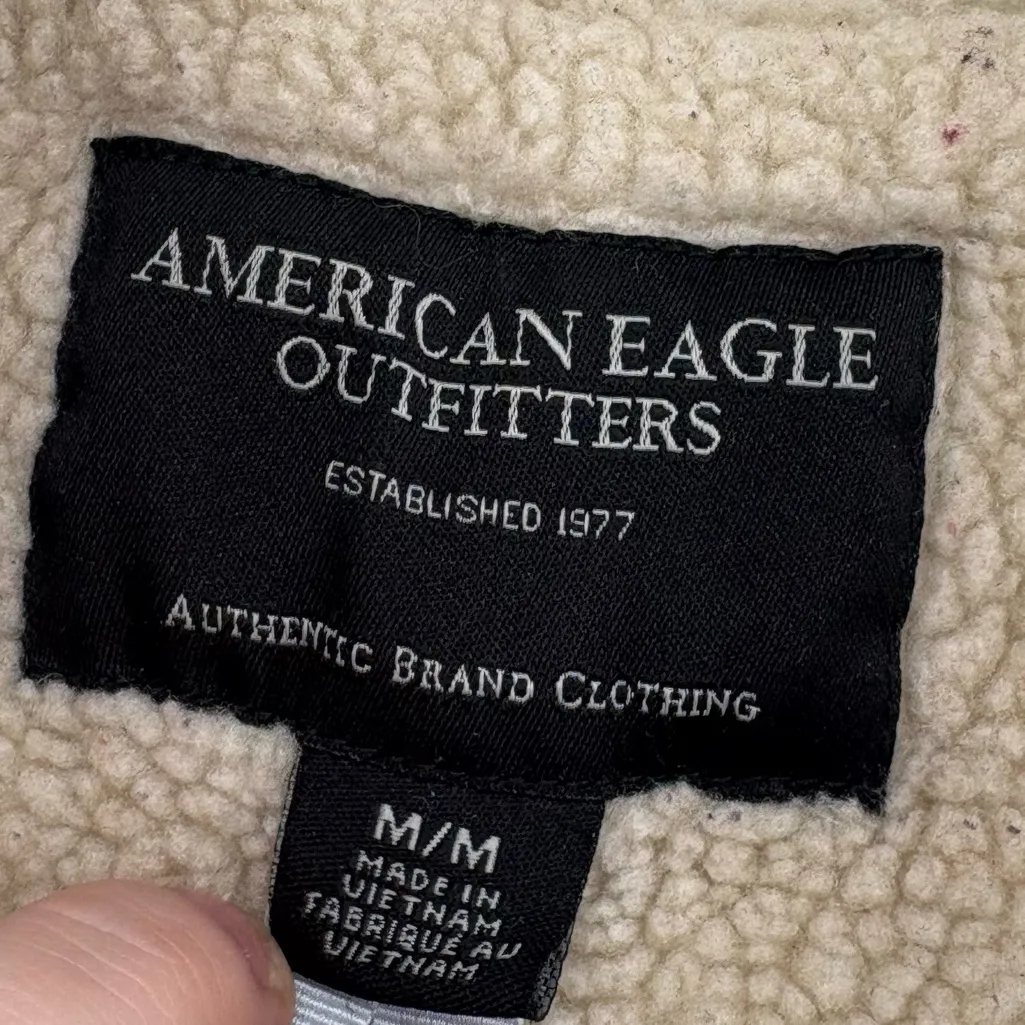 AMERICAN EAGLE
OUTFITTERS
ESTABLISHED 1977
AUTHENTIC BRAND CLOTHING
M/M
MADE IN
VIETNAM
FABRIQUÉ AU
VIETNAM